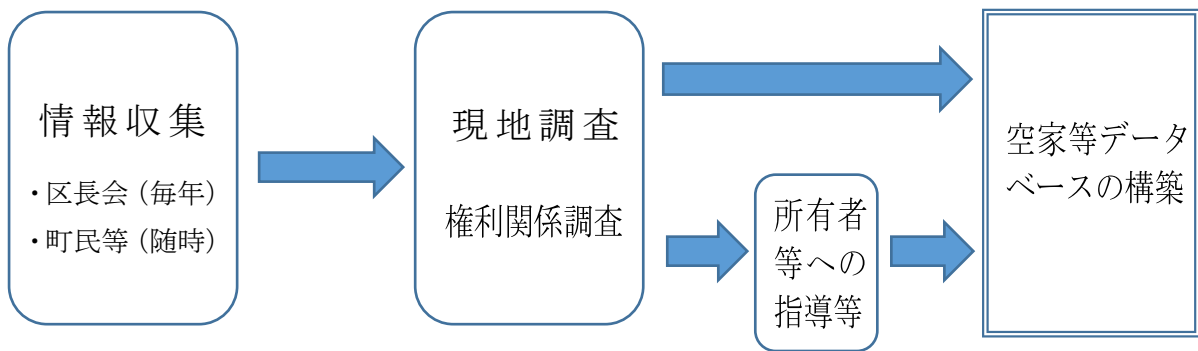 情報収集
・区長会（毎年）
・町民等（随時）
現地調査
権利関係調査
所有者
等への
指導等
空家等データ
ベースの構築